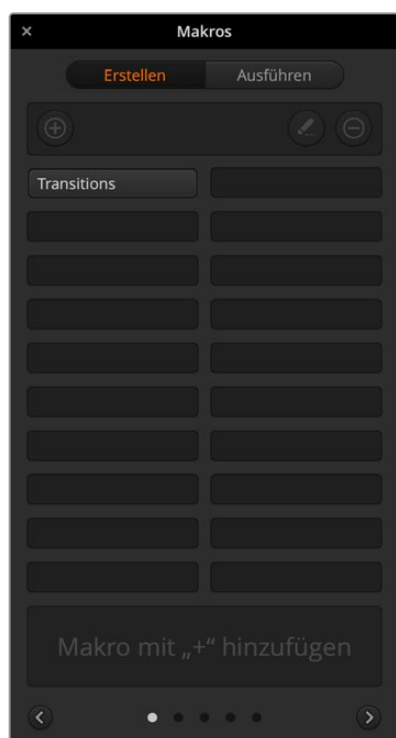 Makros
Erstellen Ausführen
Transitions
Makro mit „+“ hinzufügen